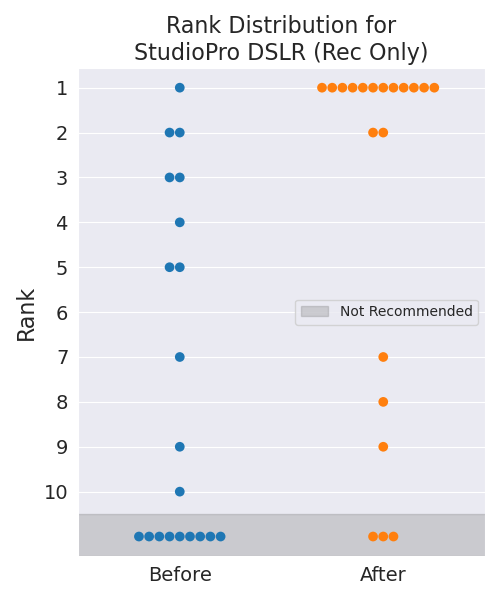 Rank Distribution for
StudioPro DSLR (Rec Only)
Rank
1
2
3
4
5
6
7
8
9
10
Not Recommended
Before
After